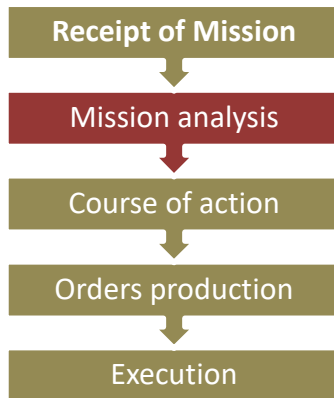 Receipt of Mission
Mission analysis
Course of action
Orders production
Execution